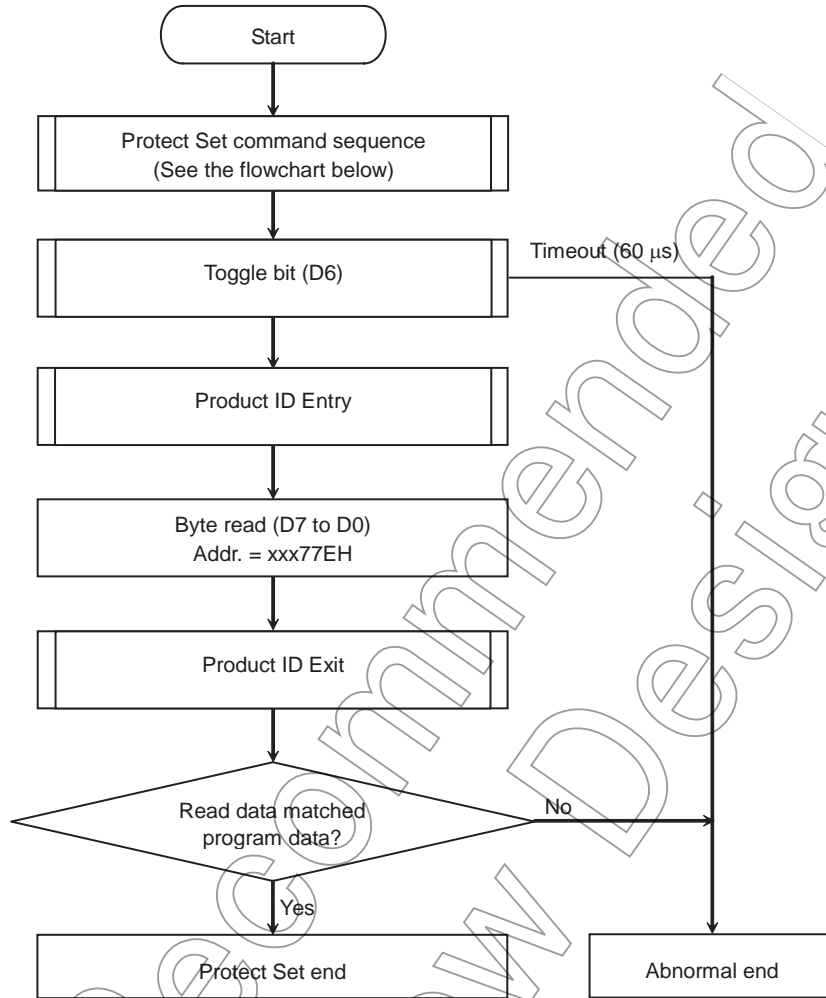 Start
Protect Set command sequence
(See the flowchart below)
Toggle bit (D6)
Timeout (60 μs)
Product ID Entry
Byte read (D7 to D0)
Addr. = xxx77EH
Product ID Exit
Read data matched
program data?
No
Yes
Protect Set end
Abnormal end